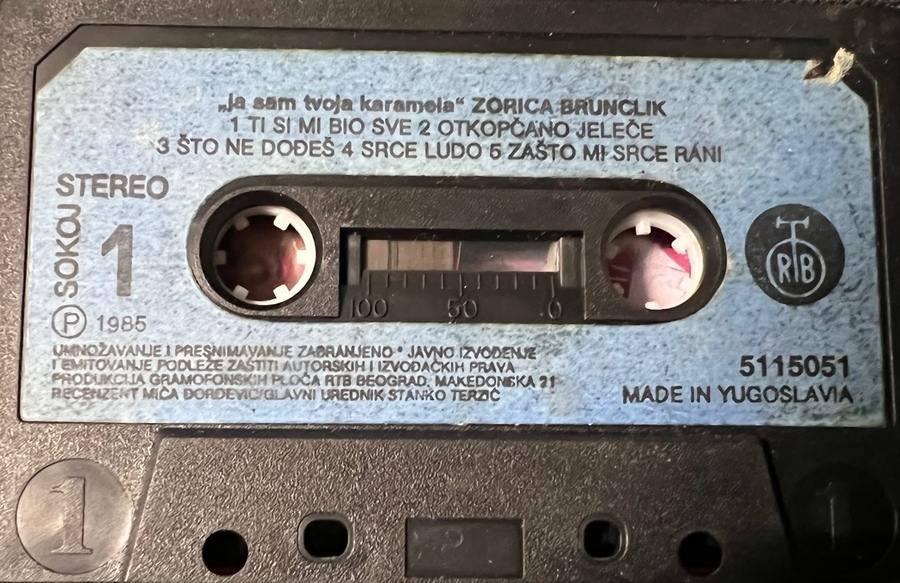 „ja sam tvoja karamela“ ZORICA BRUNCLIK
1 TI SI MI BIO SVE 2 OTKOPČANO JELEČE
3 ŠTO NE DOĐEŠ 4 SRCE LUDO 5 ZAŠTO MI SRCE RANI
STEREO
SOKOJ
1
Ⓟ 1985
100 50 0
RTB
UMNOŽAVANJE I PRESNIMAVANJE ZABRANJENO * JAVNO IZVOĐENJE
I EMITOVANJE PODLEŽE ZAŠTITI AUTORSKIH I IZVOĐAČKIH PRAVA
PRODUKCIJA GRAMOFONSKIH PLOČA RTB BEOGRAD, MAKEDONSKA 21
RECENZENT MIĆA ĐORĐEVIĆ/GLAVNI UREDNIK STANKO TERZIĆ
5115051
MADE IN YUGOSLAVIA
1
1